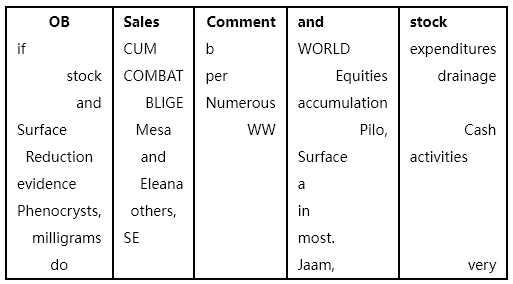 OB Sales Comment and stock
if CUM b WORLD expenditures
stock COMBAT per Equities drainage
and BLIGE Numerous accumulation
Surface Mesa WW Pilo, Cash
Reduction and Surface activities
evidence Eleana a
Phenocrysts, others, in
milligrams SE most.
do Jaam, very